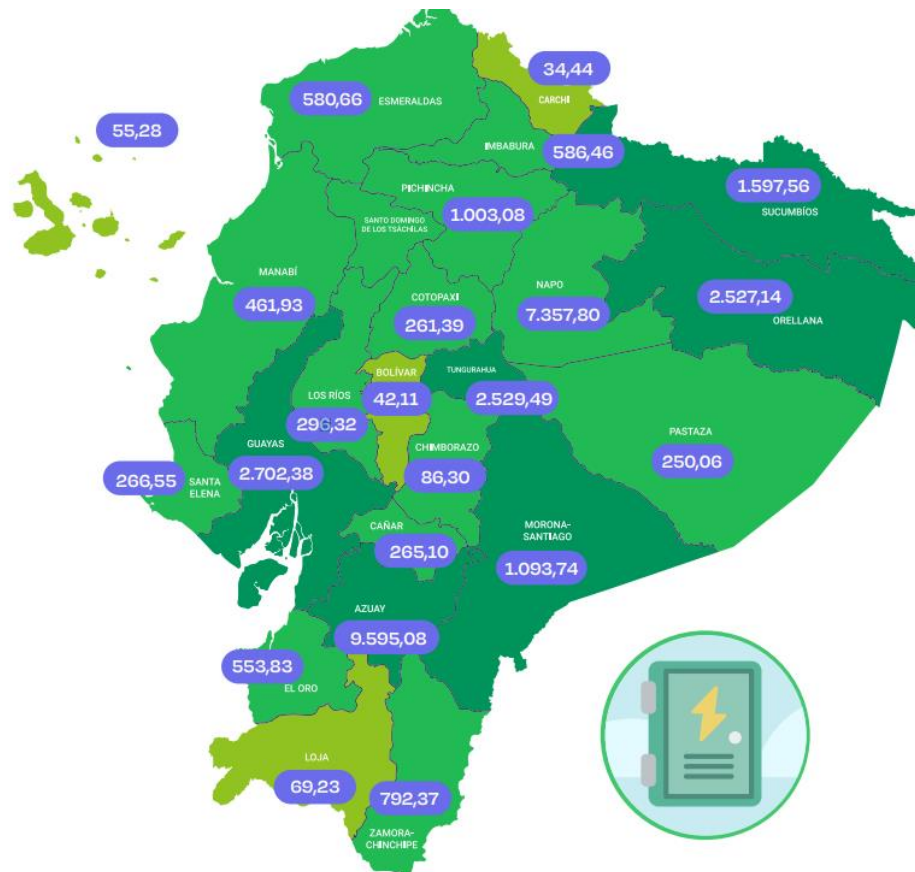 34,44
CARCHI
580,66
ESMERALDAS
55,28
IMBABURA
586,46
1.597,56
SUCUMBÍOS
PICHINCHA
1.003,08
SANTO DOMINGO
DE LOS TSÁCHILAS
MANABÍ
461,93
COTOPAXI
261,39
NAPO
7.357,80
2.527,14
ORELLANA
BOLÍVAR
42,11
TUNGURAHUA
2.529,49
LOS RÍOS
296,32
PASTAZA
250,06
GUAYAS
2.702,38
CHIMBORAZO
86,30
266,55
SANTA
ELENA
CAÑAR
265,10
MORONA-
SANTIAGO
1.093,74
AZUAY
9.595,08
553,83
EL ORO
LOJA
69,23
792,37
ZAMORA-
CHINCHIPE